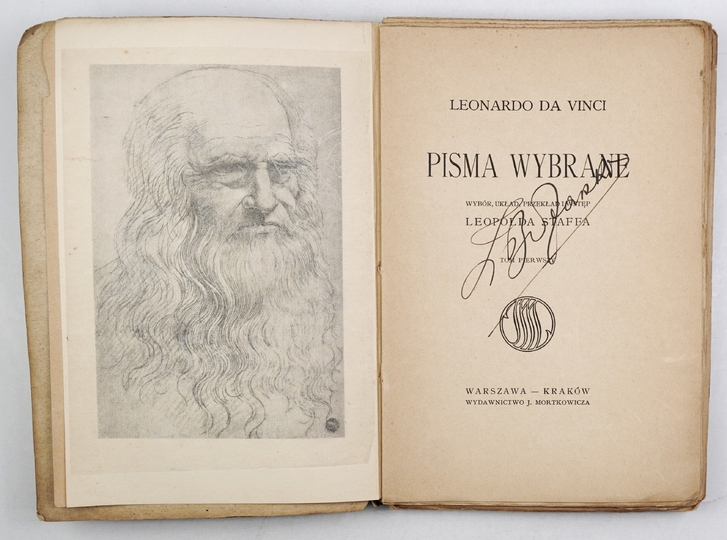 LEONARDO DA VINCI
PISMA WYBRANE
WYBÓR, UKŁAD, PRZEKŁAD I WSTĘP
LEOPOLDA STAFFA
TOM PIERWSZY
WARSZAWA — KRAKÓW
WYDAWNICTWO J. MORTKOWICZA